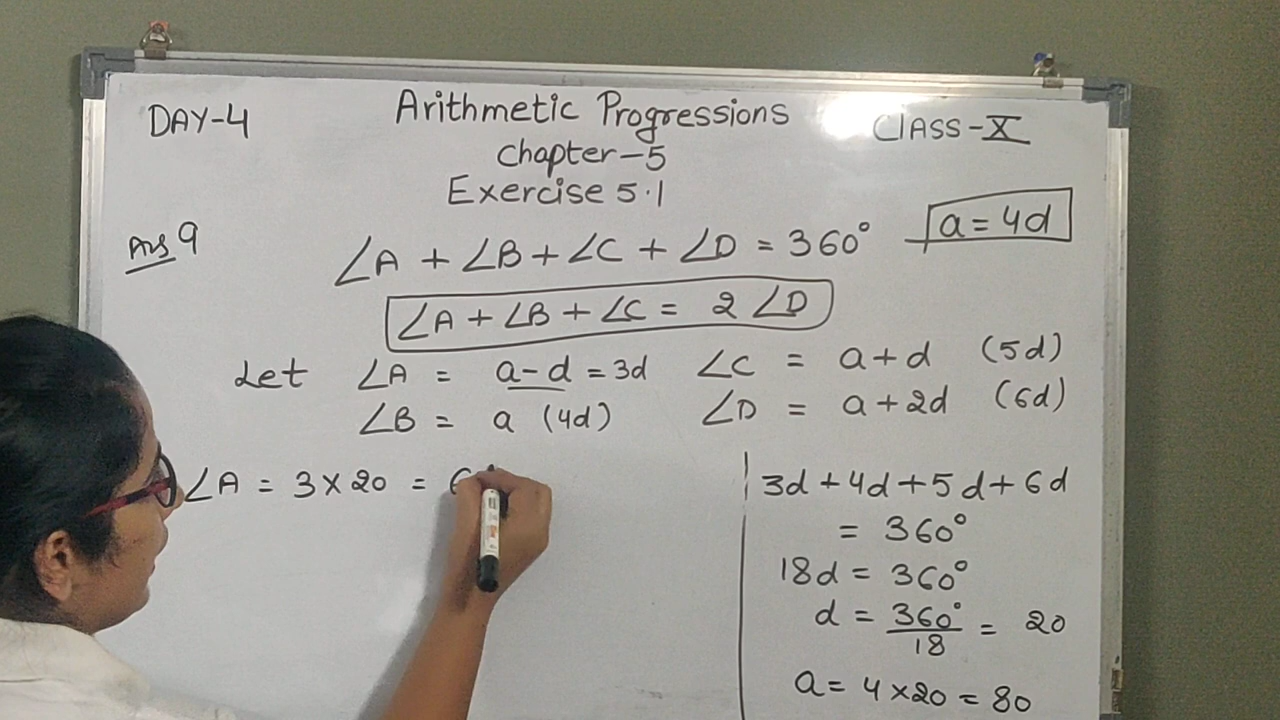 DAY-4 Arithmetic Progressions CLASS-X
Chapter-5
Exercise 5.1
Ans 9
∠A + ∠B + ∠C + ∠D = 360° a = 4d
∠A + ∠B + ∠C = 2 ∠D
Let ∠A = a-d = 3d ∠C = a+d (5d)
∠B = a (4d) ∠D = a+2d (6d)
∠A = 3 × 20 = 6
3d + 4d + 5d + 6d
= 360°
18d = 360°
d = 360°/18 = 20
a = 4 × 20 = 80